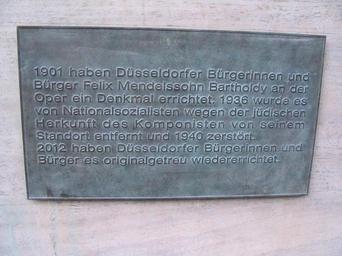 1901 haben Düsseldorfer Bürgerinnen und
Bürger Felix Mendelssohn Bartholdy an der
Oper ein Denkmal errichtet. 1936 wurde es
von Nationalsozialisten wegen der jüdischen
Herkunft des Komponisten von seinem
Standort entfernt und 1940 zerstört.
2012 haben Düsseldorfer Bürgerinnen und
Bürger es originalgetreu wiedererrichtet.